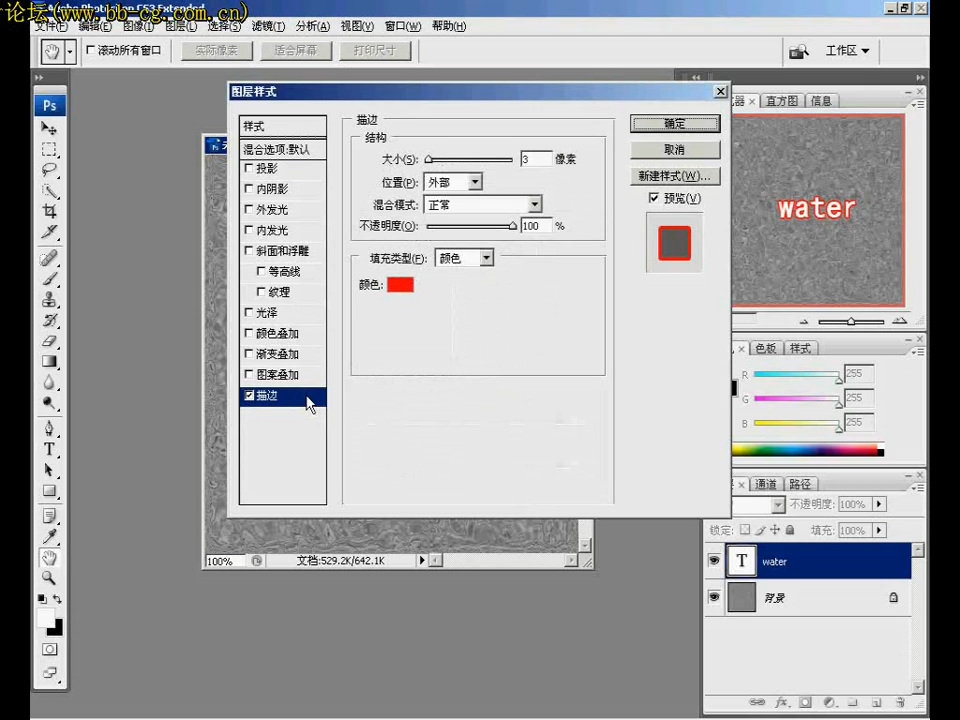 论坛(www.bb-cg.com.cn)
文件(F) 编辑(E) 图像(I) 图层(L) 选择(S) 滤镜(T) 分析(A) 视图(V) 窗口(W) 帮助(H)
滚动所有窗口 实际像素 适合屏幕 打印尺寸 工作区
Ps
图层样式
样式
混合选项:默认
投影
内阴影
外发光
内发光
斜面和浮雕
等高线
纹理
光泽
颜色叠加
渐变叠加
图案叠加
描边
描边
结构
大小(S): 3 像素
位置(P): 外部
混合模式: 正常
不透明度(O): 100 %
填充类型(F): 颜色
颜色:
确定
取消
新建样式(W)...
预览(V)
直方图 信息
water
色板 样式
R 255
G 255
B 255
通道 路径
不透明度: 100%
锁定: 填充: 100%
T water
背景
100% 文档:529.2K/642.1K